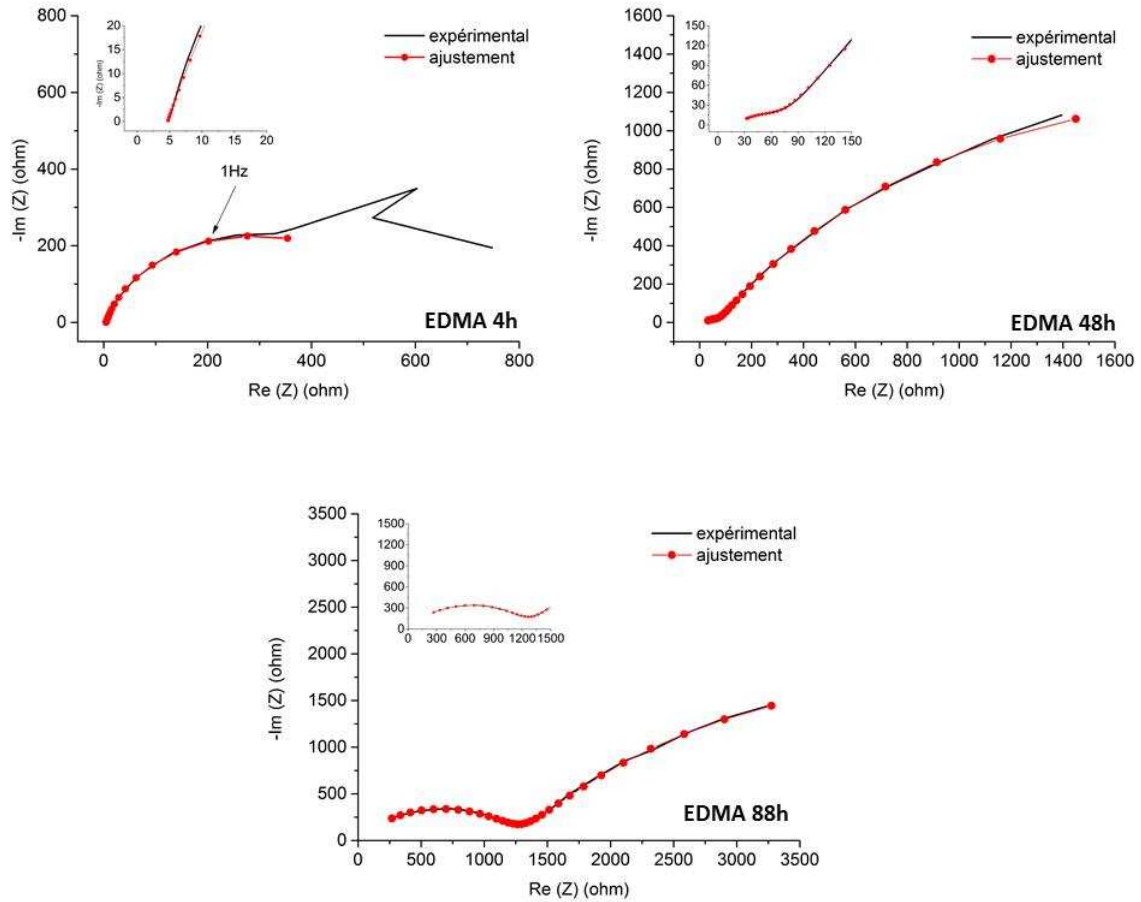 800
600
400
200
0
-Im (Z) (ohm)
20
15
10
5
0
-Im (Z) (ohm)
0 5 10 15 20
expérimental
ajustement
1Hz
EDMA 4h
0 200 400 600 800
Re (Z) (ohm)
1600
1400
1200
1000
800
600
400
200
0
-Im (Z) (ohm)
150
120
90
60
30
0
0 30 60 90 120 150
expérimental
ajustement
EDMA 48h
0 200 400 600 800 1000 1200 1400 1600
Re (Z) (ohm)
3500
3000
2500
2000
1500
1000
500
0
-Im (Z) (ohm)
1500
1200
900
600
300
0
0 300 600 900 1200 1500
expérimental
ajustement
EDMA 88h
0 500 1000 1500 2000 2500 3000 3500
Re (Z) (ohm)